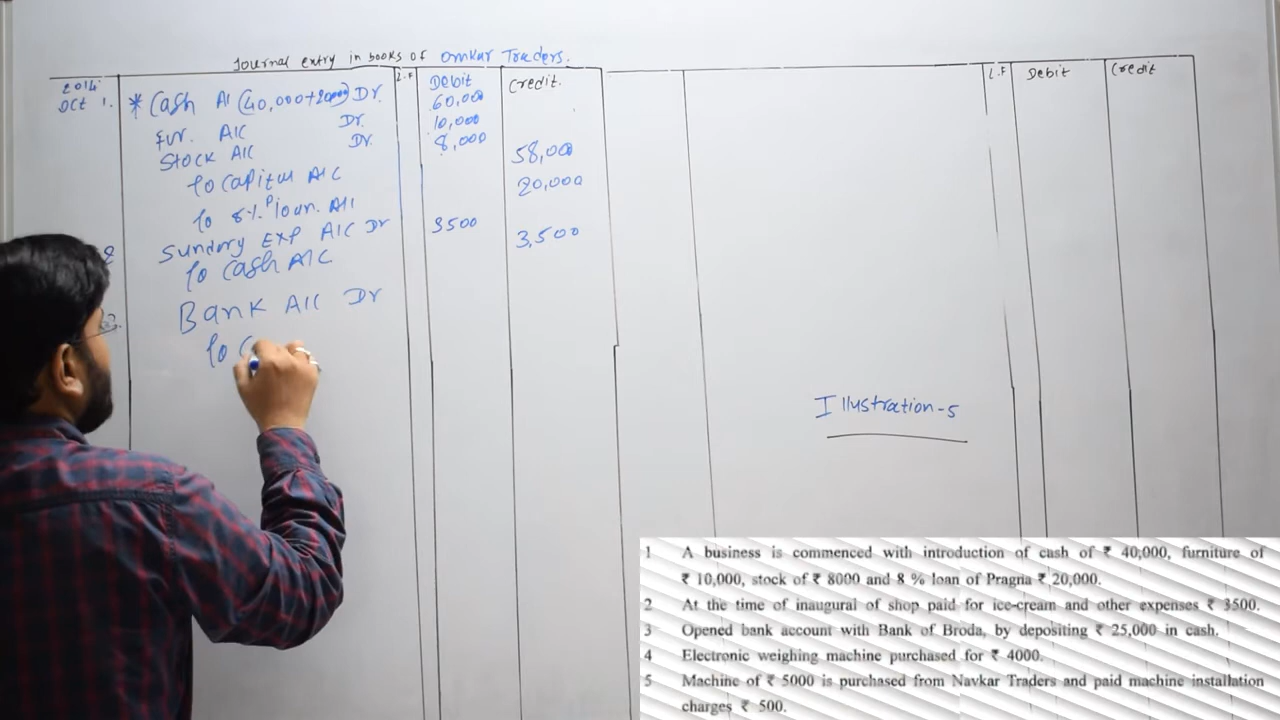 Journal entry in books of Omkar Traders.
2014 L.F Debit Credit. L.F Debit Credit
Oct 1. * Cash A/c (40,000+20000) Dr. 60,000
Fur. A/c Dr. 10,000
Stock A/c Dr. 8,000
To Capital A/c 58,000
To 8% P loan. A/c 20,000
2 Sundery Exp A/c Dr 3500
To Cash A/c 3,500
Bank A/c Dr
To C
Illustration-5
1 A business is commenced with introduction of cash of ₹ 40,000, furniture of
₹ 10,000, stock of ₹ 8000 and 8 % loan of Pragna ₹ 20,000.
2 At the time of inaugural of shop paid for ice-cream and other expenses ₹ 3500.
3 Opened bank account with Bank of Broda, by depositing ₹ 25,000 in cash.
4 Electronic weighing machine purchased for ₹ 4000.
5 Machine of ₹ 5000 is purchased from Navkar Traders and paid machine installation
charges ₹ 500.